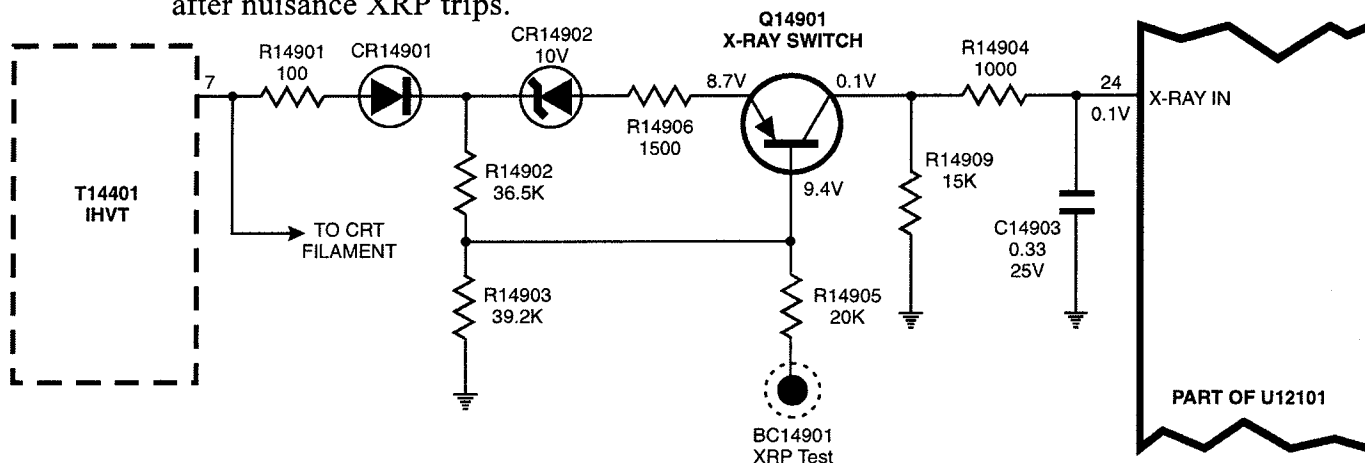 after nuisance XRP trips.
Q14901
X-RAY SWITCH
R14901
100
CR14901
CR14902
10V
R14904
1000
7
8.7V
0.1V
24
X-RAY IN
0.1V
R14906
1500
R14902
36.5K
R14909
15K
9.4V
T14401
IHVT
TO CRT
FILAMENT
C14903
0.33
25V
R14903
39.2K
R14905
20K
PART OF U12101
BC14901
XRP Test